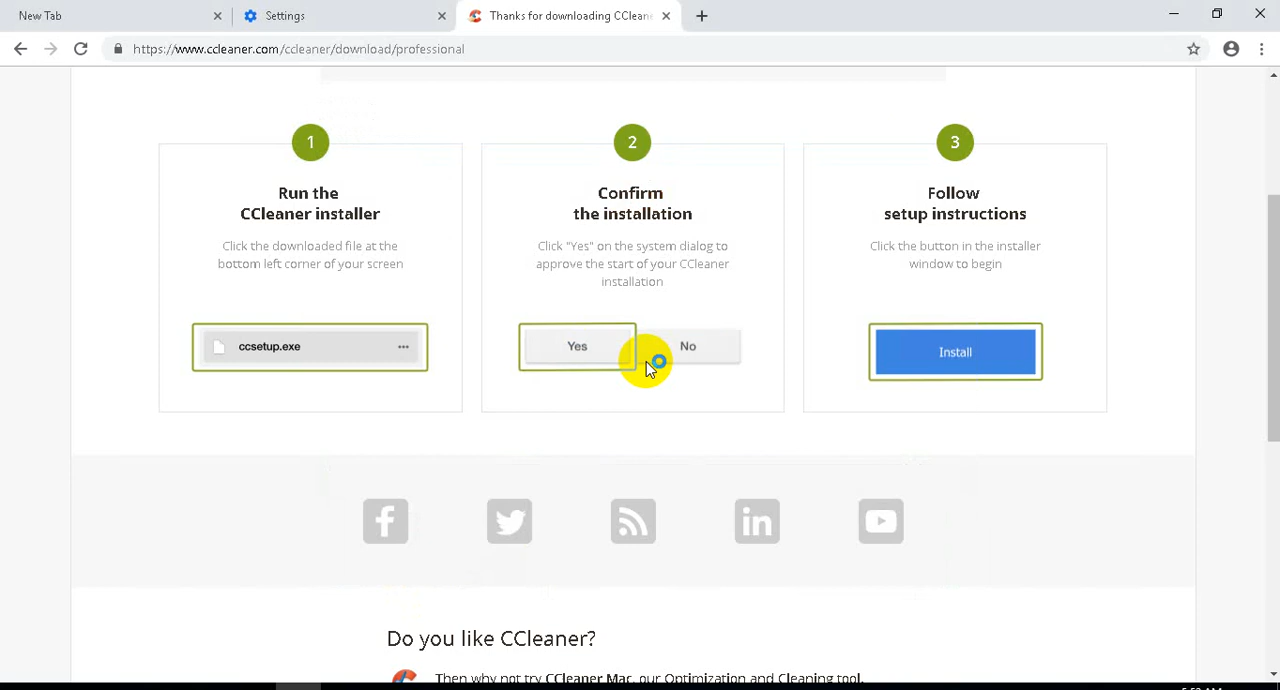 New Tab
Settings
Thanks for downloading CClean
https://www.ccleaner.com/ccleaner/download/professional
1
2
3
Run the
CCleaner installer
Confirm
the installation
Follow
setup instructions
Click the downloaded file at the
bottom left corner of your screen
Click "Yes" on the system dialog to
approve the start of your CCleaner
installation
Click the button in the installer
window to begin
ccsetup.exe
Yes
No
Install
Do you like CCleaner?
Then why not try CCleaner Mac, our Optimization and Cleaning tool.